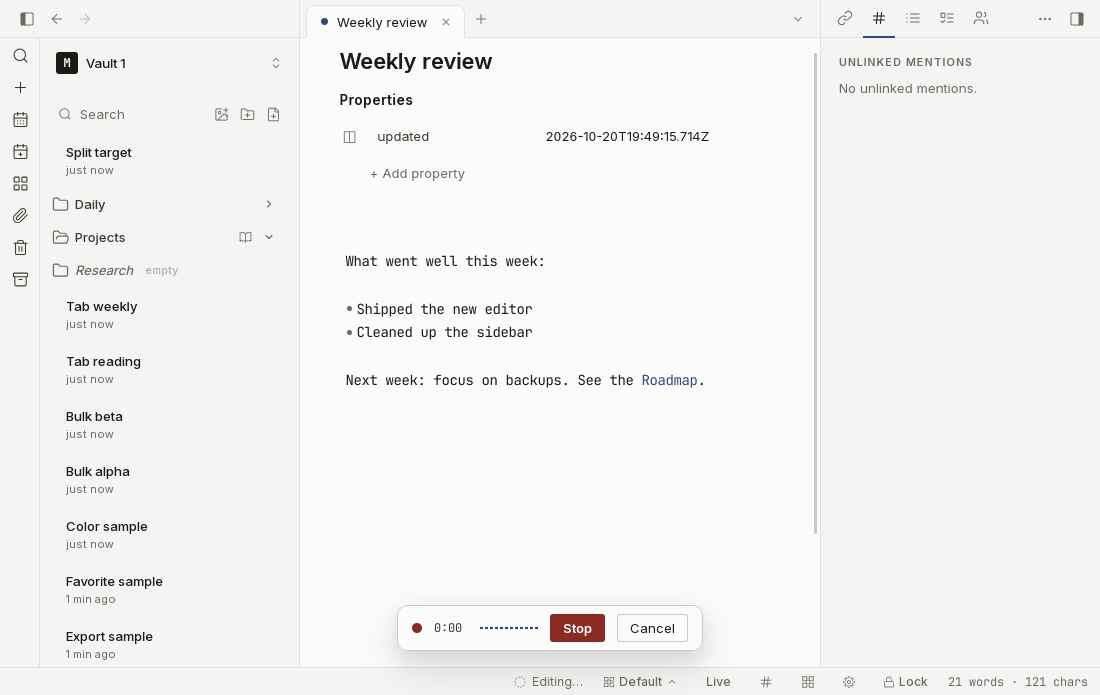 Weekly review
M Vault 1
Search
Split target
just now
Daily
Projects
Research empty
Tab weekly
just now
Tab reading
just now
Bulk beta
just now
Bulk alpha
just now
Color sample
just now
Favorite sample
1 min ago
Export sample
1 min ago
Weekly review
Properties
updated 2026-10-20T19:49:15.714Z
+ Add property
What went well this week:
• Shipped the new editor
• Cleaned up the sidebar
Next week: focus on backups. See the Roadmap.
0:00 Stop Cancel
UNLINKED MENTIONS
No unlinked mentions.
Editing… Default Live Lock 21 words · 121 chars